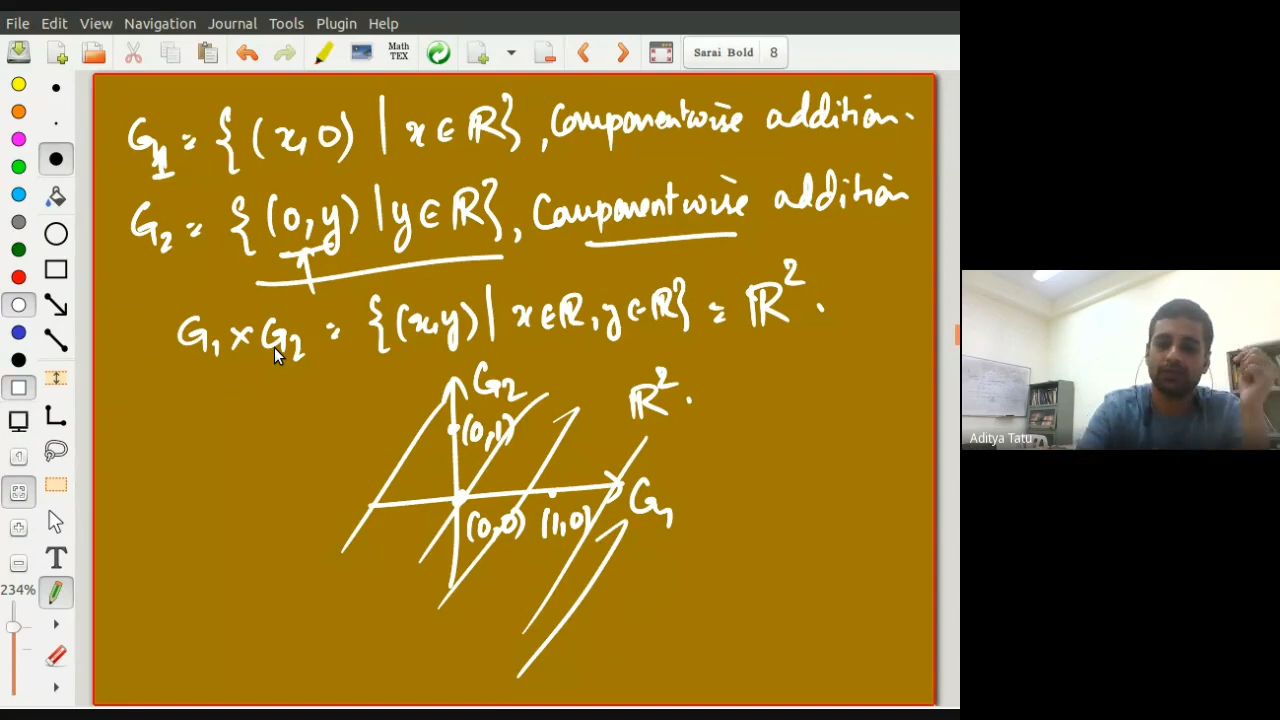 File Edit View Navigation Journal Tools Plugin Help
Math TEX Sarai Bold 8
G₁ = {(x, 0) | x ∈ ℝ}, Componentwise addition.
G₂ = {(0, y) | y ∈ ℝ}, Componentwise addition
G₁ × G₂ = {(x, y) | x ∈ ℝ, y ∈ ℝ} = ℝ².
G₂ ℝ².
(0,1)
G₁
(0,0) (1,0)
234%
T
Aditya Tatu